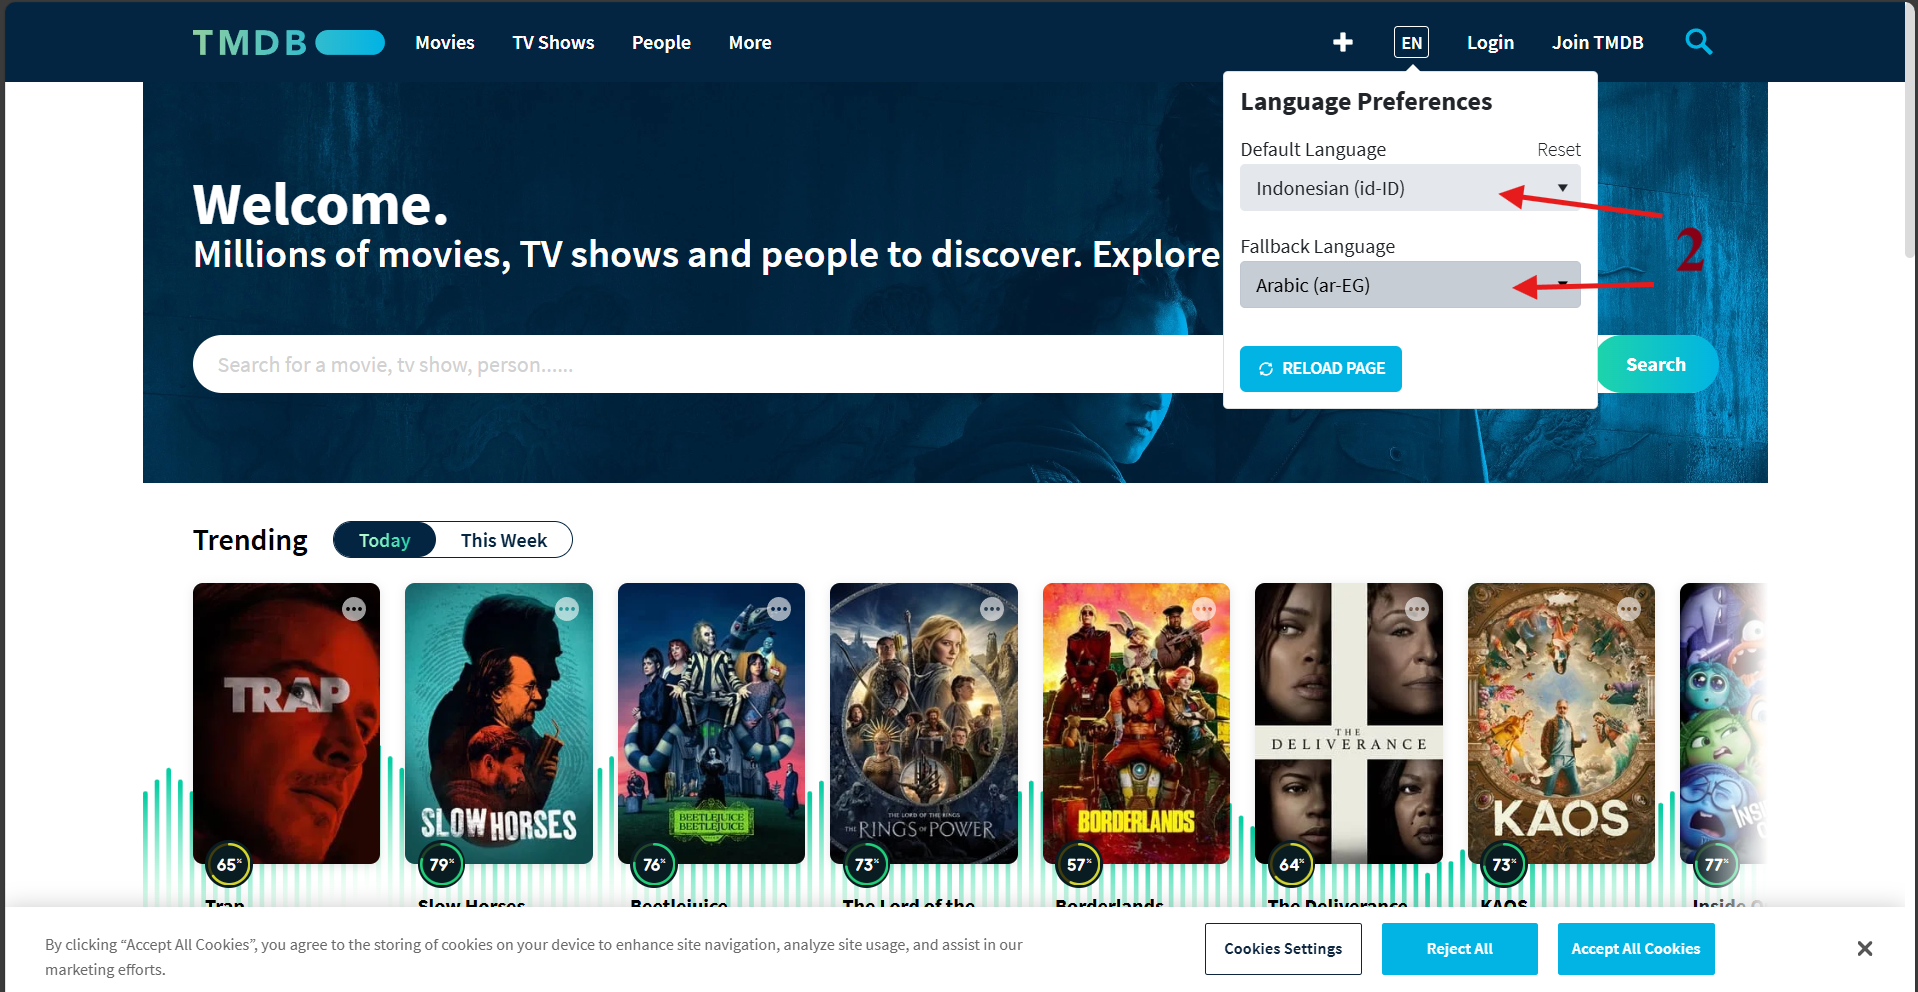 TMDB Movies TV Shows People More EN Login Join TMDB
Language Preferences
Default Language Reset
Indonesian (id-ID)
Fallback Language
Arabic (ar-EG)
RELOAD PAGE
2
Welcome.
Millions of movies, TV shows and people to discover. Explore
Search for a movie, tv show, person......
Search
Trending Today This Week
TRAP
SLOW HORSES
BEETLEJUICE
BEETLEJUICE
THE LORD OF THE RINGS
THE RINGS OF POWER
BORDERLANDS
THE
DELIVERANCE
KAOS
65% 79% 76% 73% 57% 64% 73% 77%
Trap Slow Horses Beetlejuice The Lord of the Borderlands The Deliverance KAOS Inside
By clicking “Accept All Cookies”, you agree to the storing of cookies on your device to enhance site navigation, analyze site usage, and assist in our
marketing efforts.
Cookies Settings Reject All Accept All Cookies